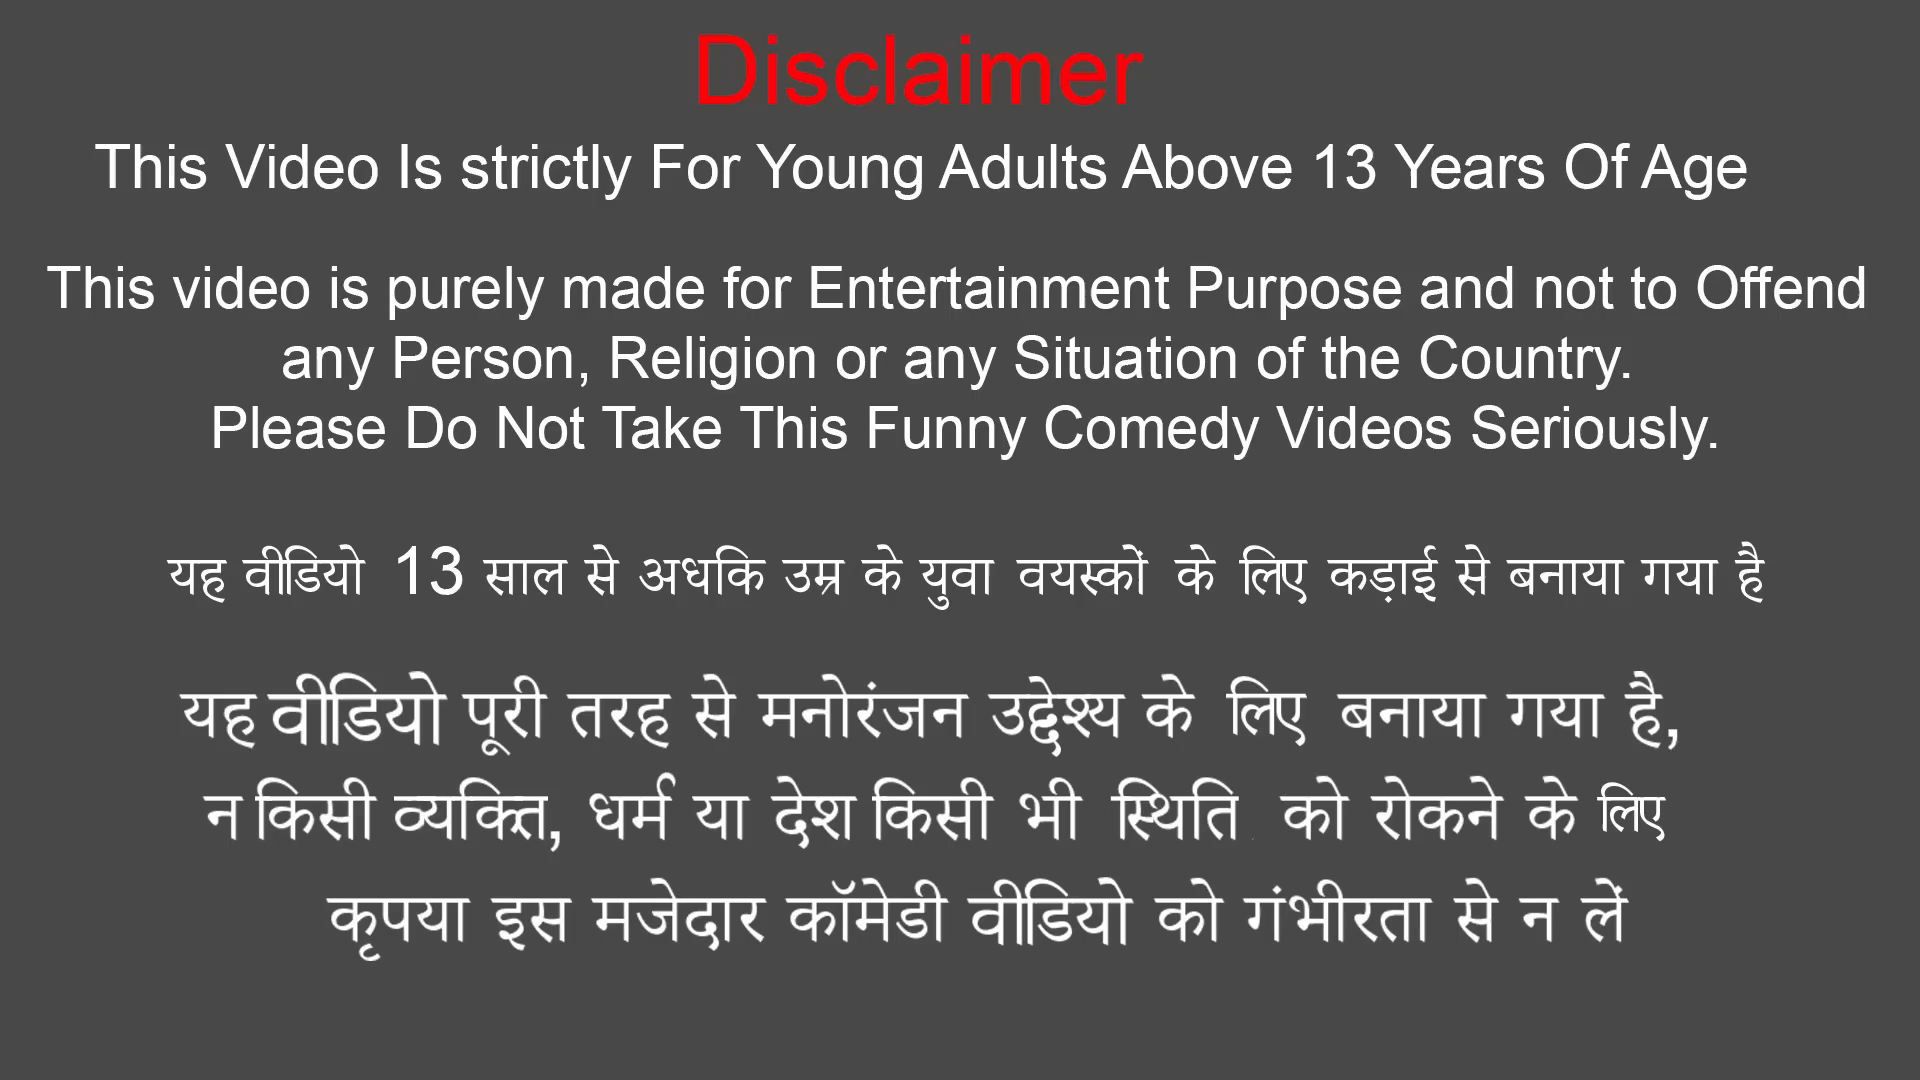 Disclaimer
This Video Is strictly For Young Adults Above 13 Years Of Age
This video is purely made for Entertainment Purpose and not to Offend
any Person, Religion or any Situation of the Country.
Please Do Not Take This Funny Comedy Videos Seriously.
यह वीडियो 13 साल से अधकि उम्र के युवा वयस्कों के लिए कड़ाई से बनाया गया है
यह वीडियो पूरी तरह से मनोरंजन उद्देश्य के लिए बनाया गया है,
न किसी व्यक्ति, धर्म या देश किसी भी स्थिति को रोकने के लिए
कृपया इस मजेदार कॉमेडी वीडियो को गंभीरता से न लें